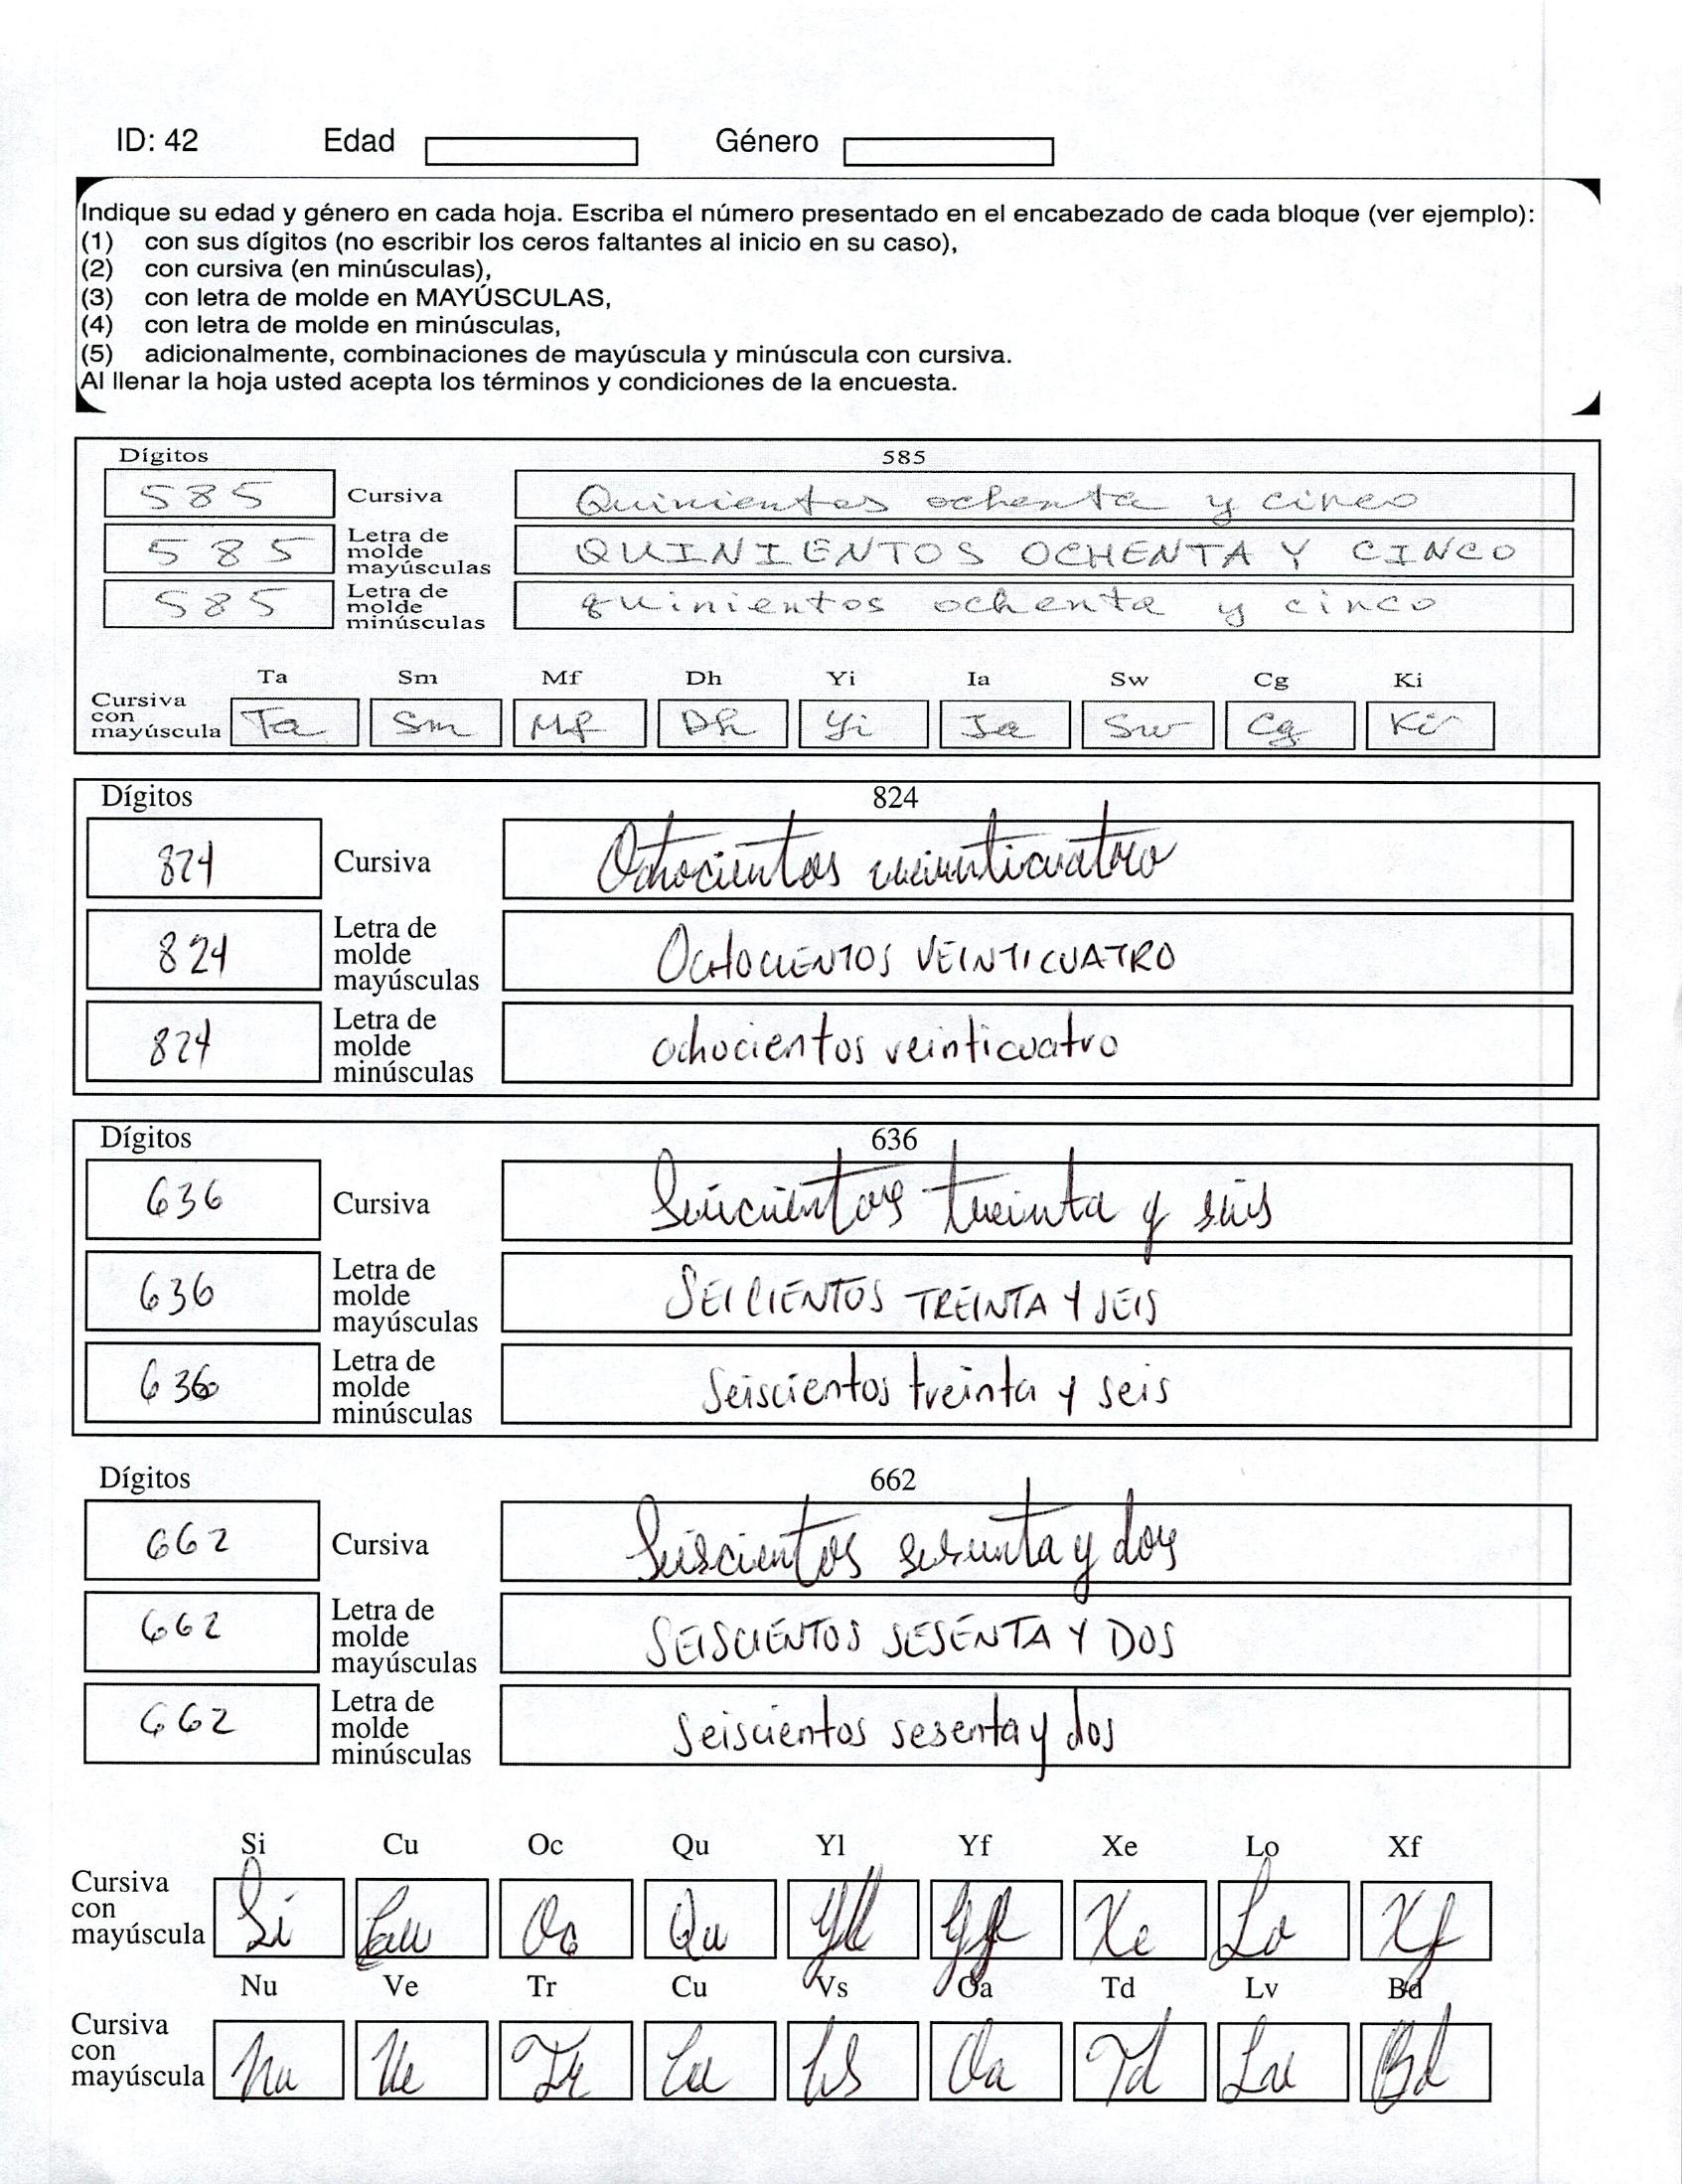 ID: 42 Edad Género
Indique su edad y género en cada hoja. Escriba el número presentado en el encabezado de cada bloque (ver ejemplo):
(1) con sus dígitos (no escribir los ceros faltantes al inicio en su caso),
(2) con cursiva (en minúsculas),
(3) con letra de molde en MAYÚSCULAS,
(4) con letra de molde en minúsculas,
(5) adicionalmente, combinaciones de mayúscula y minúscula con cursiva.
Al llenar la hoja usted acepta los términos y condiciones de la encuesta.
Dígitos 585
585 Cursiva Quinientos ochenta y cinco
585 Letra de molde mayúsculas QUINIENTOS OCHENTA Y CINCO
585 Letra de molde minúsculas quinientos ochenta y cinco
Ta Sm Mf Dh Yi Ia Sw Cg Ki
Cursiva con mayúscula Ta Sm Mf Dh Yi Ia Sw Cg Ki
Dígitos 824
824 Cursiva Ochocientos veinticuatro
824 Letra de molde mayúsculas OCHOCIENTOS VEINTICUATRO
824 Letra de molde minúsculas ochocientos veinticuatro
Dígitos 636
636 Cursiva Seiscientos treinta y seis
636 Letra de molde mayúsculas SEICIENTOS TREINTA Y SEIS
636 Letra de molde minúsculas seiscientos treinta y seis
Dígitos 662
662 Cursiva Seiscientos sesenta y dos
662 Letra de molde mayúsculas SEISCIENTOS SESENTA Y DOS
662 Letra de molde minúsculas seiscientos sesenta y dos
Si Cu Oc Qu Yl Yf Xe Lo Xf
Cursiva con mayúscula Si Cu Oc Qu Yl Yf Xe Lo Xf
Nu Ve Tr Cu Vs Oa Td Lv Bd
Cursiva con mayúscula Nu Ve Tr Cu Vs Oa Td Lv Bd